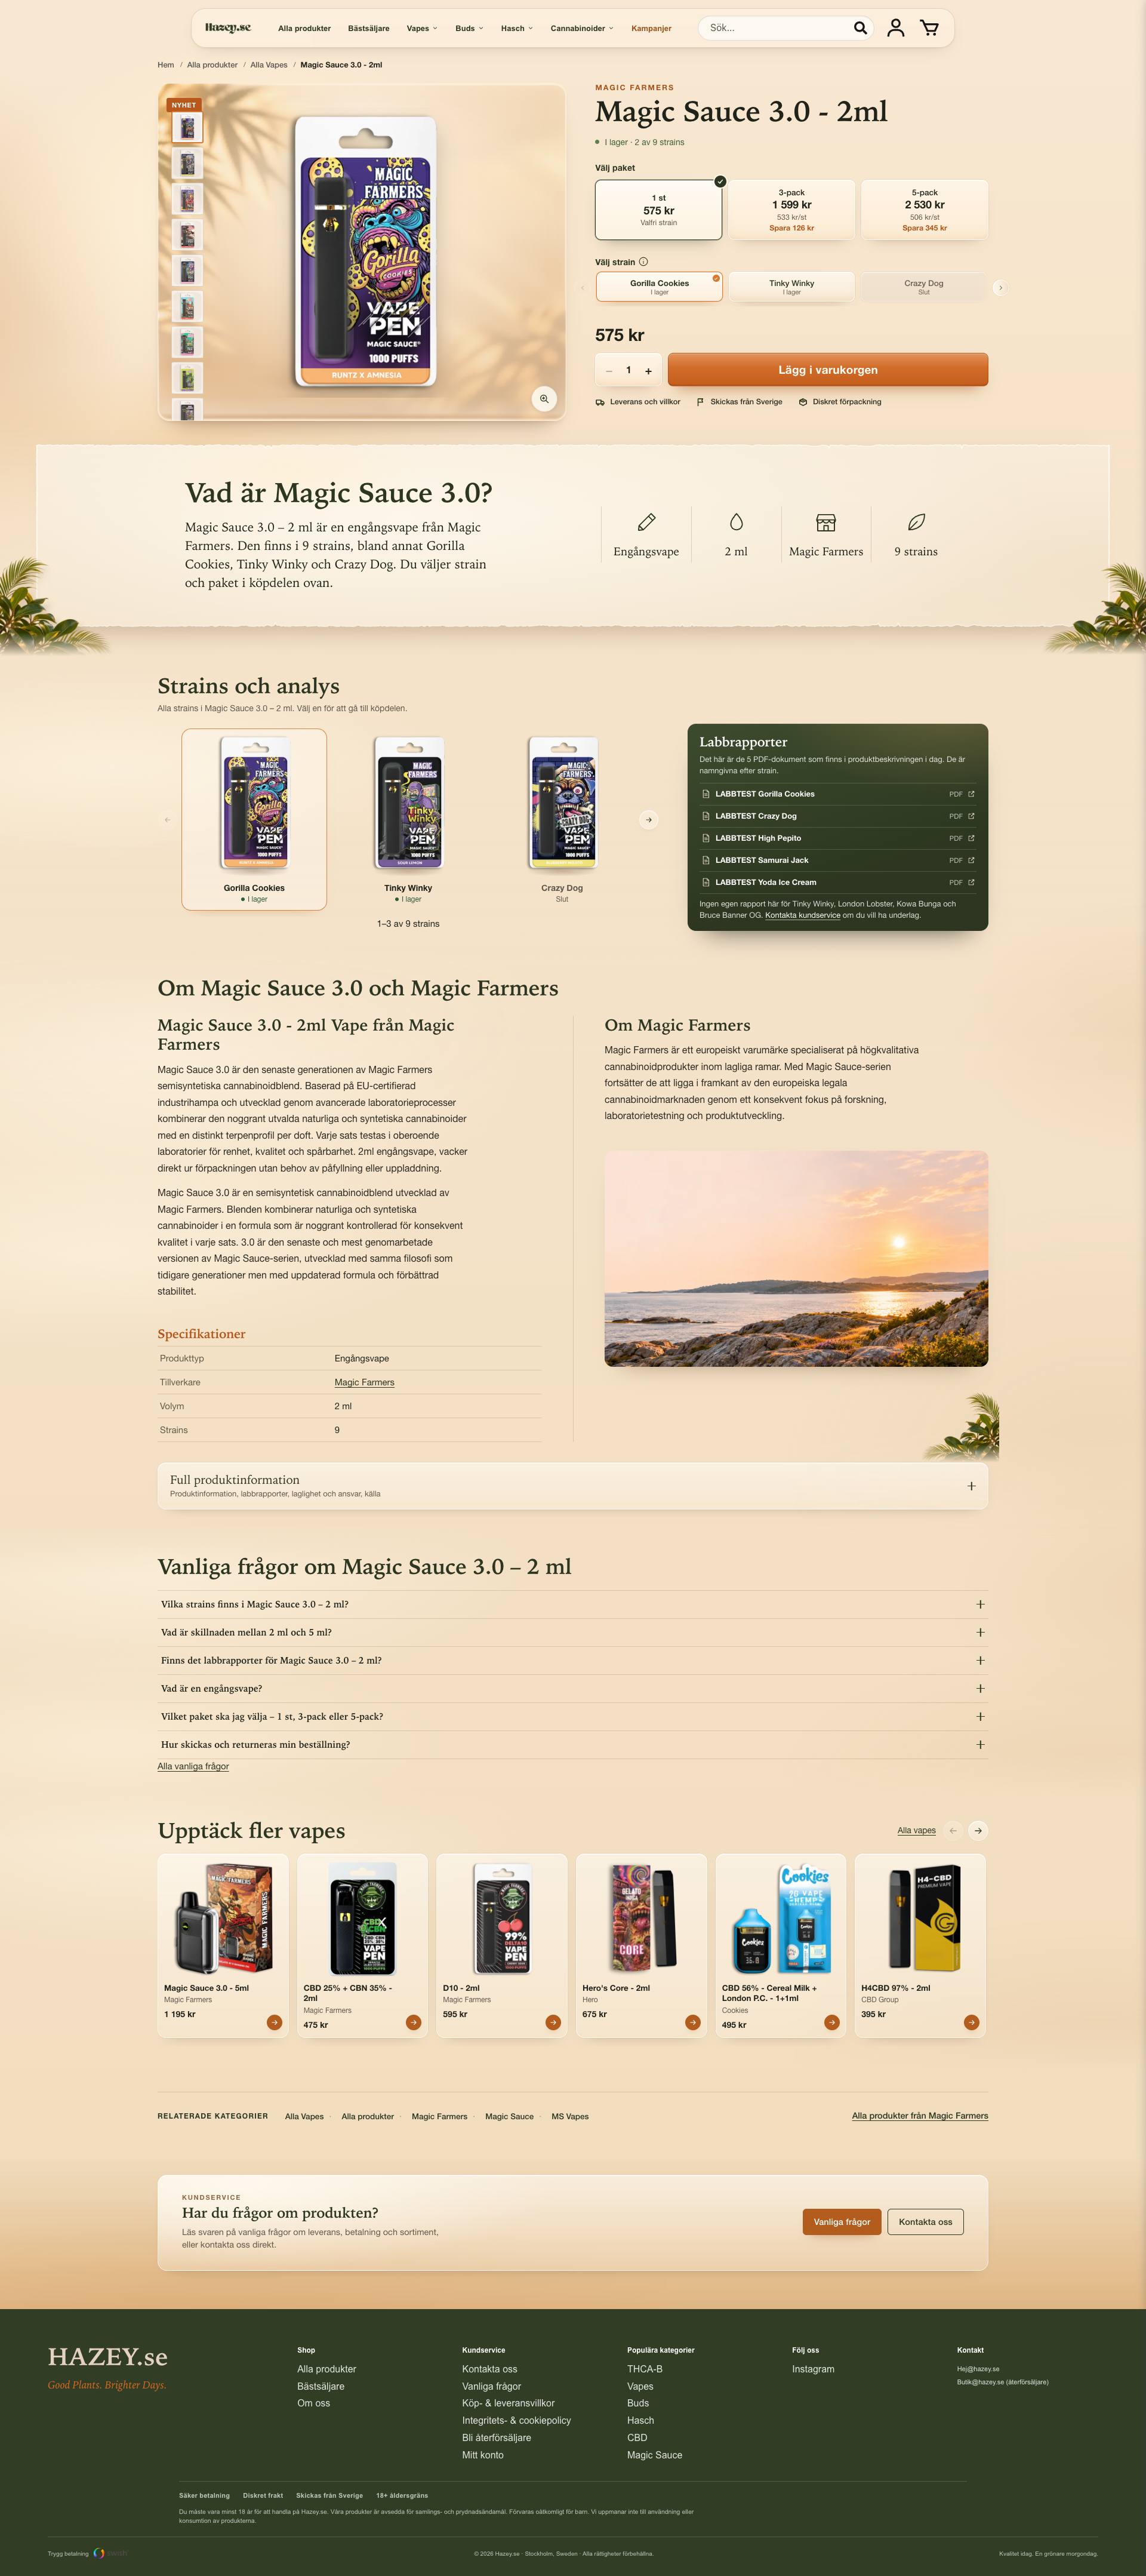 Hazey.se
Alla produkter
Bästsäljare
Vapes
Buds
Hasch
Cannabinoider
Kampanjer
Sök...
Hem / Alla produkter / Alla Vapes / Magic Sauce 3.0 - 2ml
NYHET
MAGIC
FARMERS
Gorilla
COOKIES
VAPE
PEN
MAGIC SAUCE®
1000 PUFFS
RUNTZ X AMNESIA
MAGIC FARMERS
Magic Sauce 3.0 - 2ml
I lager · 2 av 9 strains
Välj paket
1 st
575 kr
Valfri strain
3-pack
1 599 kr
533 kr/st
Spara 126 kr
5-pack
2 530 kr
506 kr/st
Spara 345 kr
Välj strain
Gorilla Cookies
I lager
Tinky Winky
I lager
Crazy Dog
Slut
575 kr
− 1 +
Lägg i varukorgen
Leverans och villkor
Skickas från Sverige
Diskret förpackning
Vad är Magic Sauce 3.0?
Magic Sauce 3.0 – 2 ml är en engångsvape från Magic
Farmers. Den finns i 9 strains, bland annat Gorilla
Cookies, Tinky Winky och Crazy Dog. Du väljer strain
och paket i köpdelen ovan.
Engångsvape
2 ml
Magic Farmers
9 strains
Strains och analys
Alla strains i Magic Sauce 3.0 – 2 ml. Välj en för att gå till köpdelen.
Gorilla Cookies
I lager
Tinky Winky
I lager
Crazy Dog
Slut
1–3 av 9 strains
Labbrapporter
Det här är de 5 PDF-dokument som finns i produktbeskrivningen i dag. De är
namngivna efter strain.
LABBTEST Gorilla Cookies PDF
LABBTEST Crazy Dog PDF
LABBTEST High Pepito PDF
LABBTEST Samurai Jack PDF
LABBTEST Yoda Ice Cream PDF
Ingen egen rapport här för Tinky Winky, London Lobster, Kowa Bunga och
Bruce Banner OG. Kontakta kundservice om du vill ha underlag.
Om Magic Sauce 3.0 och Magic Farmers
Magic Sauce 3.0 - 2ml Vape från Magic
Farmers
Magic Sauce 3.0 är den senaste generationen av Magic Farmers
semisyntetiska cannabinoidblend. Baserad på EU-certifierad
industrihampa och utvecklad genom avancerade laboratorieprocesser
kombinerar den noggrant utvalda naturliga och syntetiska cannabinoider
med en distinkt terpenprofil per doft. Varje sats testas i oberoende
laboratorier för renhet, kvalitet och spårbarhet. 2ml engångsvape, vacker
direkt ur förpackningen utan behov av påfyllning eller uppladdning.
Magic Sauce 3.0 är en semisyntetisk cannabinoidblend utvecklad av
Magic Farmers. Blenden kombinerar naturliga och syntetiska
cannabinoider i en formula som är noggrant kontrollerad för konsekvent
kvalitet i varje sats. 3.0 är den senaste och mest genomarbetade
versionen av Magic Sauce-serien, utvecklad med samma filosofi som
tidigare generationer men med uppdaterad formula och förbättrad
stabilitet.
Specifikationer
Produkttyp Engångsvape
Tillverkare Magic Farmers
Volym 2 ml
Strains 9
Om Magic Farmers
Magic Farmers är ett europeiskt varumärke specialiserat på högkvalitativa
cannabinoidprodukter inom lagliga ramar. Med Magic Sauce-serien
fortsätter de att ligga i framkant av den europeiska legala
cannabinoidmarknaden genom ett konsekvent fokus på forskning,
laboratorietestning och produktutveckling.
Full produktinformation
Produktinformation, labbrapporter, laglighet och ansvar, källa
Vanliga frågor om Magic Sauce 3.0 – 2 ml
Vilka strains finns i Magic Sauce 3.0 – 2 ml?
Vad är skillnaden mellan 2 ml och 5 ml?
Finns det labbrapporter för Magic Sauce 3.0 – 2 ml?
Vad är en engångsvape?
Vilket paket ska jag välja – 1 st, 3-pack eller 5-pack?
Hur skickas och returneras min beställning?
Alla vanliga frågor
Upptäck fler vapes
Alla vapes
Magic Sauce 3.0 - 5ml
Magic Farmers
1 195 kr
CBD 25% + CBN 35% -
2ml
Magic Farmers
475 kr
D10 - 2ml
Magic Farmers
595 kr
Hero's Core - 2ml
Hero
675 kr
CBD 56% - Cereal Milk +
London P.C. - 1+1ml
Cookies
495 kr
H4CBD 97% - 2ml
CBD Group
395 kr
RELATERADE KATEGORIER
Alla Vapes · Alla produkter · Magic Farmers · Magic Sauce · MS Vapes
Alla produkter från Magic Farmers
KUNDSERVICE
Har du frågor om produkten?
Läs svaren på vanliga frågor om leverans, betalning och sortiment,
eller kontakta oss direkt.
Vanliga frågor
Kontakta oss
HAZEY.se
Good Plants. Brighter Days.
Shop
Alla produkter
Bästsäljare
Om oss
Kundservice
Kontakta oss
Vanliga frågor
Köp- & leveransvillkor
Integritets- & cookiepolicy
Bli återförsäljare
Mitt konto
Populära kategorier
THCA-B
Vapes
Buds
Hasch
CBD
Magic Sauce
Följ oss
Instagram
Kontakt
Hej@hazey.se
Butik@hazey.se (återförsäljare)
Säker betalning
Diskret frakt
Skickas från Sverige
18+ åldersgräns
Du måste vara minst 18 år för att handla på Hazey.se. Våra produkter är avsedda för samlings- och prydnadsändamål. Förvaras oåtkomligt för barn. Vi uppmanar inte till användning eller
konsumtion av produkterna.
Trygg betalning
© 2026 Hazey.se · Stockholm, Sweden · Alla rättigheter förbehållna.
Kvalitet idag. En grönare morgondag.